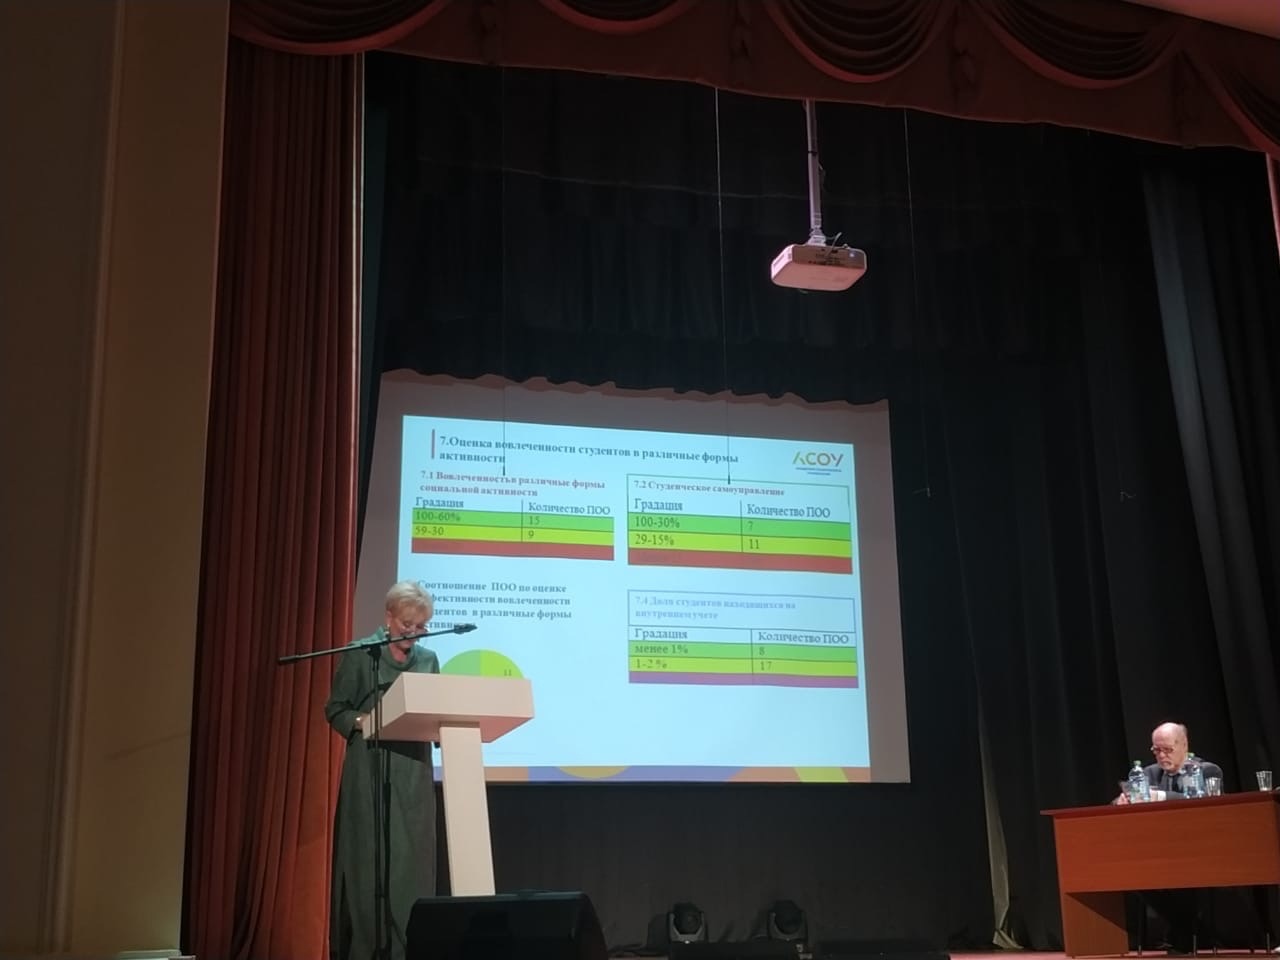 7.Оценка вовлеченности студентов в различные формы
активности
АСОУ
7.1 Вовлеченность в различные формы
социальной активности
Градация Количество ПОО
100-60% 15
59-30 9
7.2 Студенческое самоуправление
Градация Количество ПОО
100-30% 7
29-15% 11
Соотношение ПОО по оценке
фективности вовлеченности
удентов в различные формы
11
7.4 Доля студентов находящихся на
внутреннем учете
Градация Количество ПОО
менее 1% 8
1-2 % 17